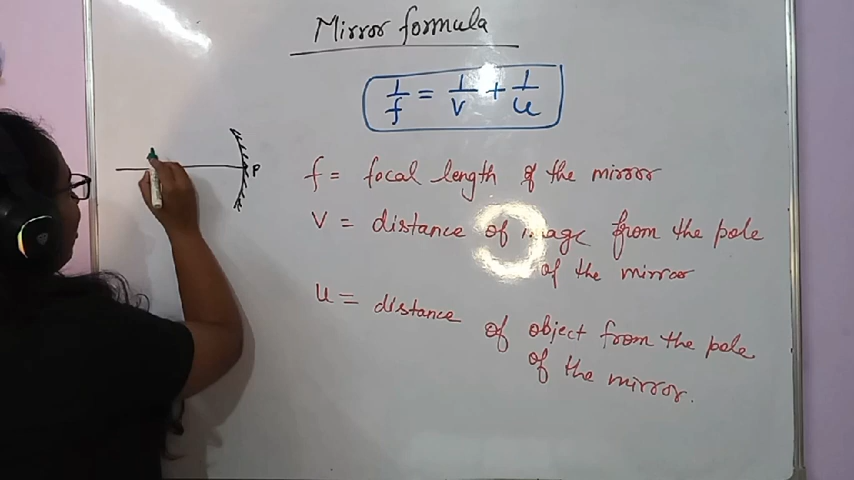 Mirror formula
1/f = 1/v + 1/u
P
f = focal length of the mirror
v = distance of image from the pole
of the mirror
u = distance of object from the pole
of the mirror.